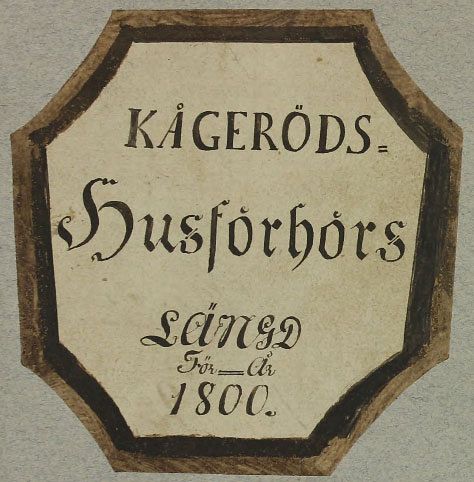 KÅGERÖDS=
Husförhörs
LÄNGD
För — År
1800.